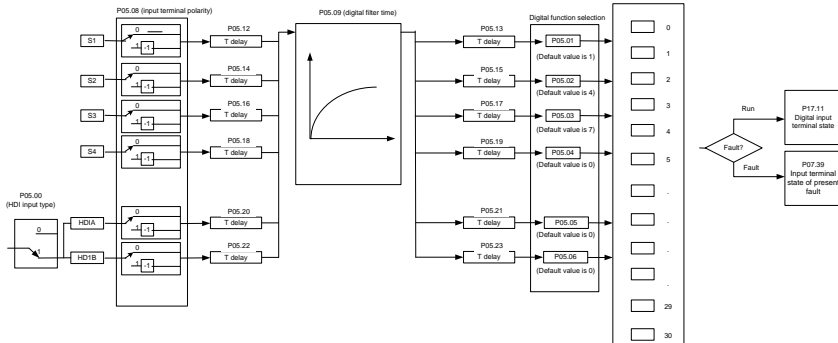 P05.08 (input terminal polarity)
P05.12
P05.09 (digital filter time)
P05.13
Digital function selection
S1
0
1
-1
T delay
T delay
P05.01
(Default value is 1)
0
P05.14
P05.15
1
S2
0
1
-1
T delay
T delay
P05.02
(Default value is 4)
2
P05.16
P05.17
S3
0
1
-1
T delay
T delay
P05.03
(Default value is 7)
3
P05.18
P05.19
4
S4
0
1
-1
T delay
T delay
P05.04
(Default value is 0)
5
Run
P17.11
Digital input
terminal state
Fault?
Fault
P07.39
Input terminal
state of present
fault
P05.00
(HDI input type)
0
1
P05.20
P05.21
.
HDIA
0
1
-1
T delay
T delay
P05.05
(Default value is 0)
.
P05.22
P05.23
.
HD1B
0
1
-1
T delay
T delay
P05.06
(Default value is 0)
.
29
30